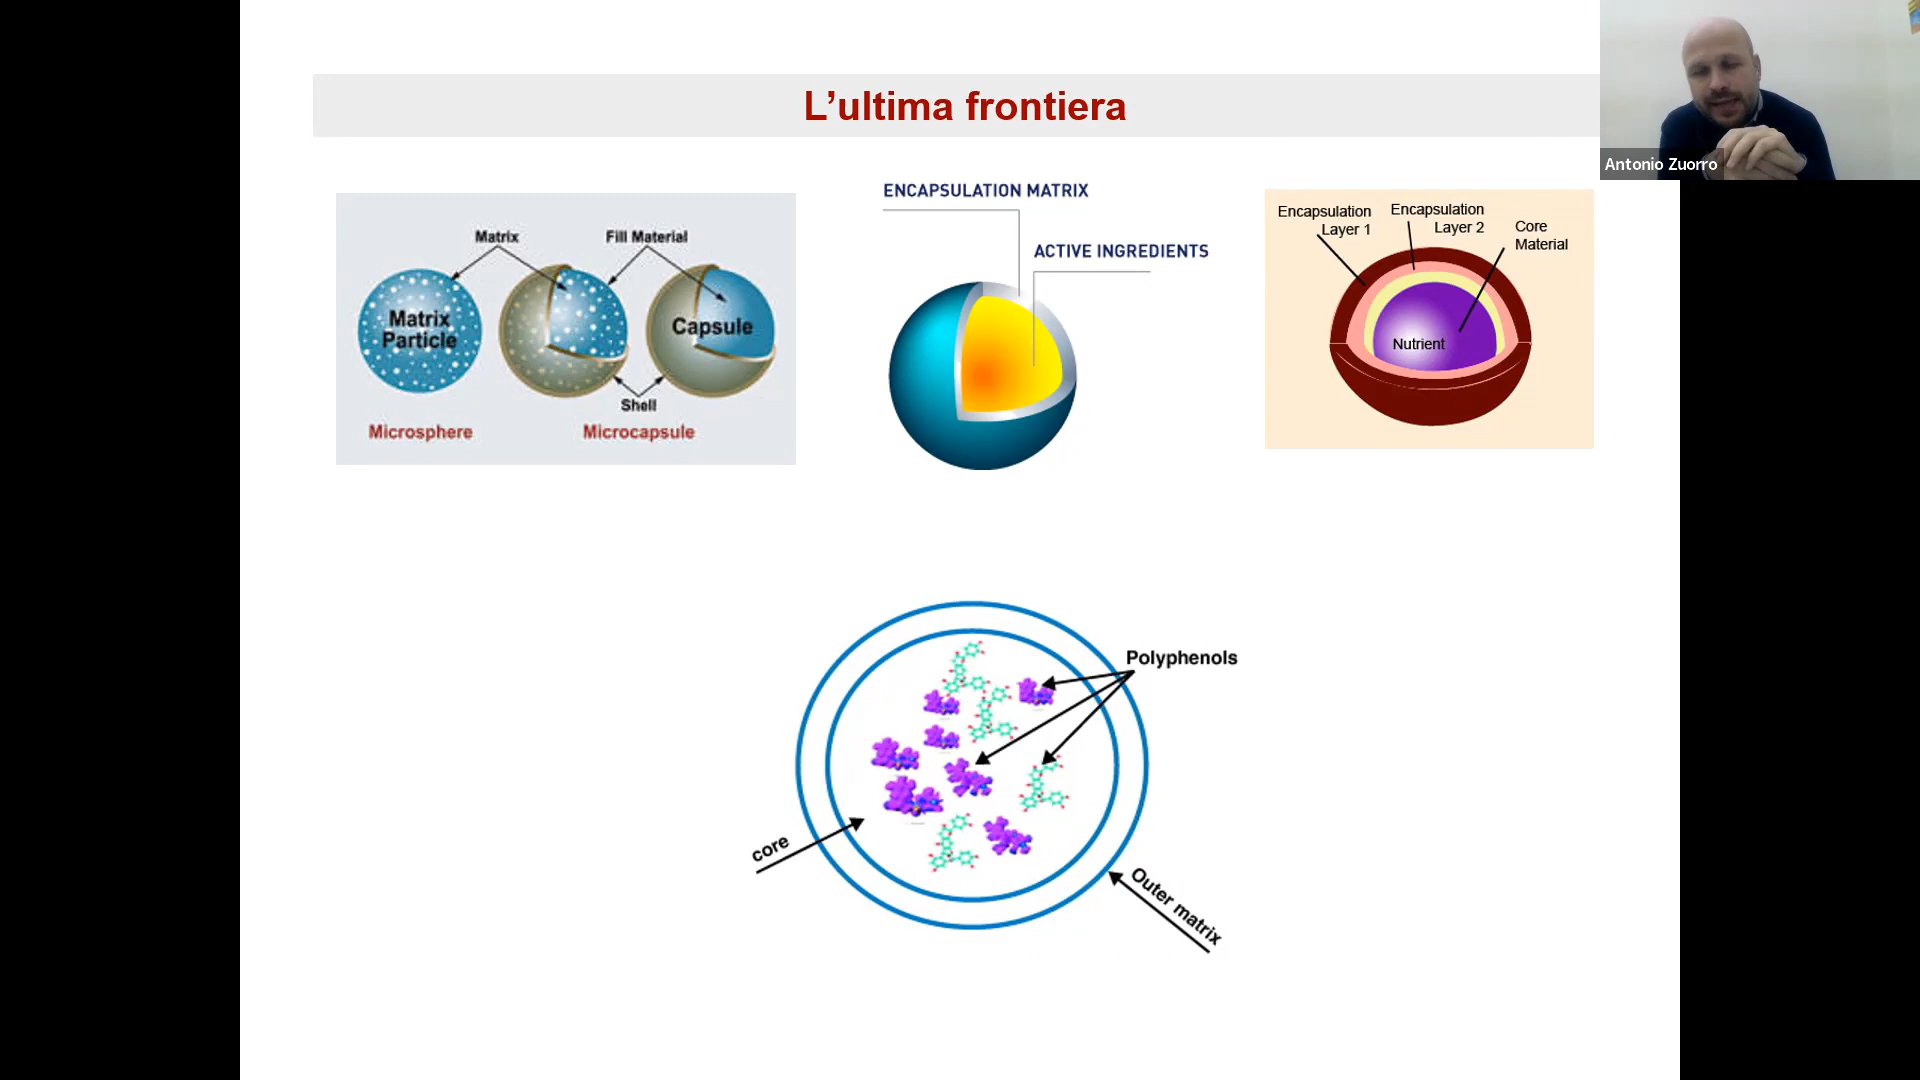 L’ultima frontiera
Antonio Zuorro
Matrix
Fill Material
Matrix
Particle
Capsule
Shell
Microsphere
Microcapsule
ENCAPSULATION MATRIX
ACTIVE INGREDIENTS
Encapsulation
Layer 1
Encapsulation
Layer 2
Core
Material
Nutrient
Polyphenols
core
Outer matrix